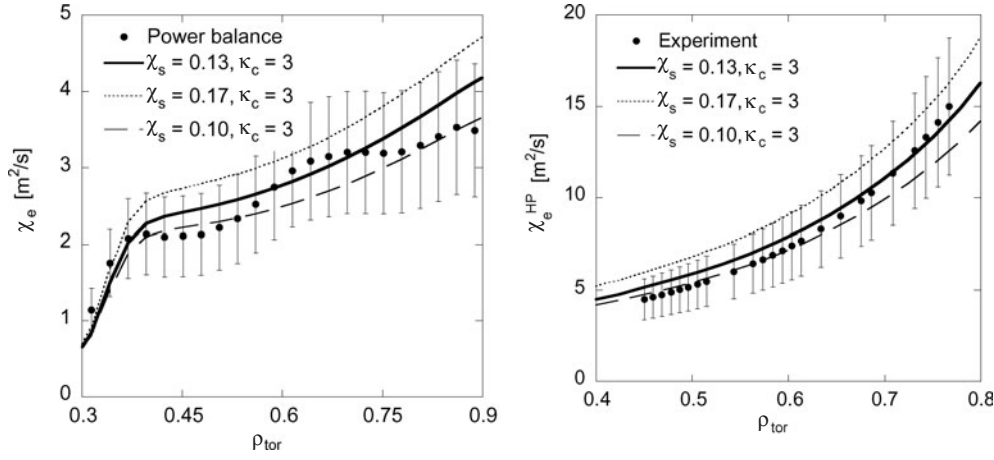 5
4
3
2
1
0
χe [m²/s]
Power balance
χs = 0.13, κc = 3
χs = 0.17, κc = 3
χs = 0.10, κc = 3
0.3 0.45 0.6 0.75 0.9
ρtor
20
15
10
5
0
χe^HP [m²/s]
Experiment
χs = 0.13, κc = 3
χs = 0.17, κc = 3
χs = 0.10, κc = 3
0.4 0.5 0.6 0.7 0.8
ρtor